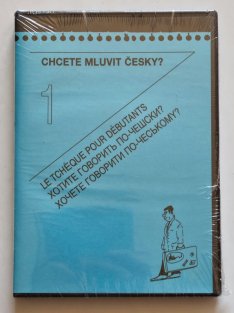 CHCETE MLUVIT ČESKY?
1
LE TCHÈQUE POUR DÉBUTANTS
ХОТИТЕ ГОВОРИТЬ ПО-ЧЕШСКИ?
ХОЧЕТЕ ГОВОРИТИ ПО-ЧЕСЬКОМУ?